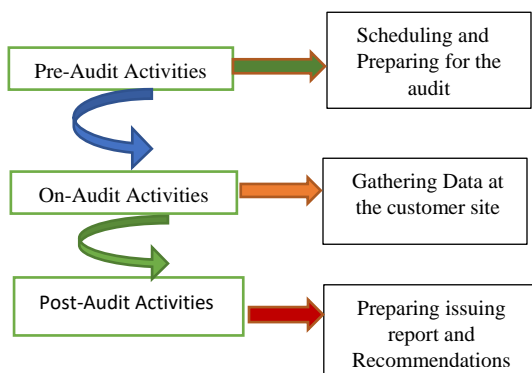 Pre-Audit Activities
Scheduling and
Preparing for the
audit
On-Audit Activities
Gathering Data at
the customer site
Post-Audit Activities
Preparing issuing
report and
Recommendations